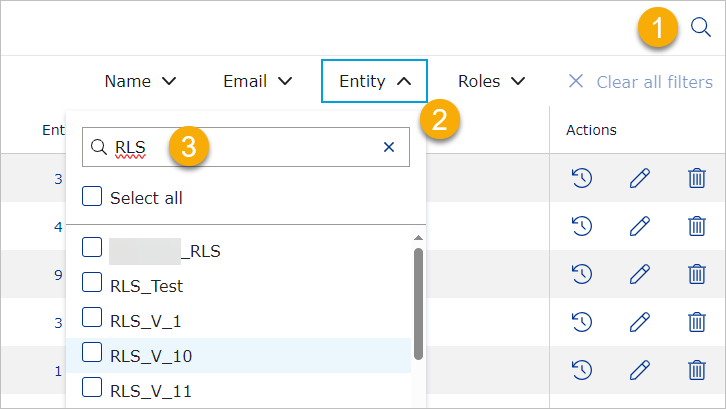 1
Name Email Entity Roles Clear all filters
2
Ent Actions
RLS 3
3
Select all
4
_RLS
9
RLS_Test
3
RLS_V_1
RLS_V_10
1
RLS_V_11